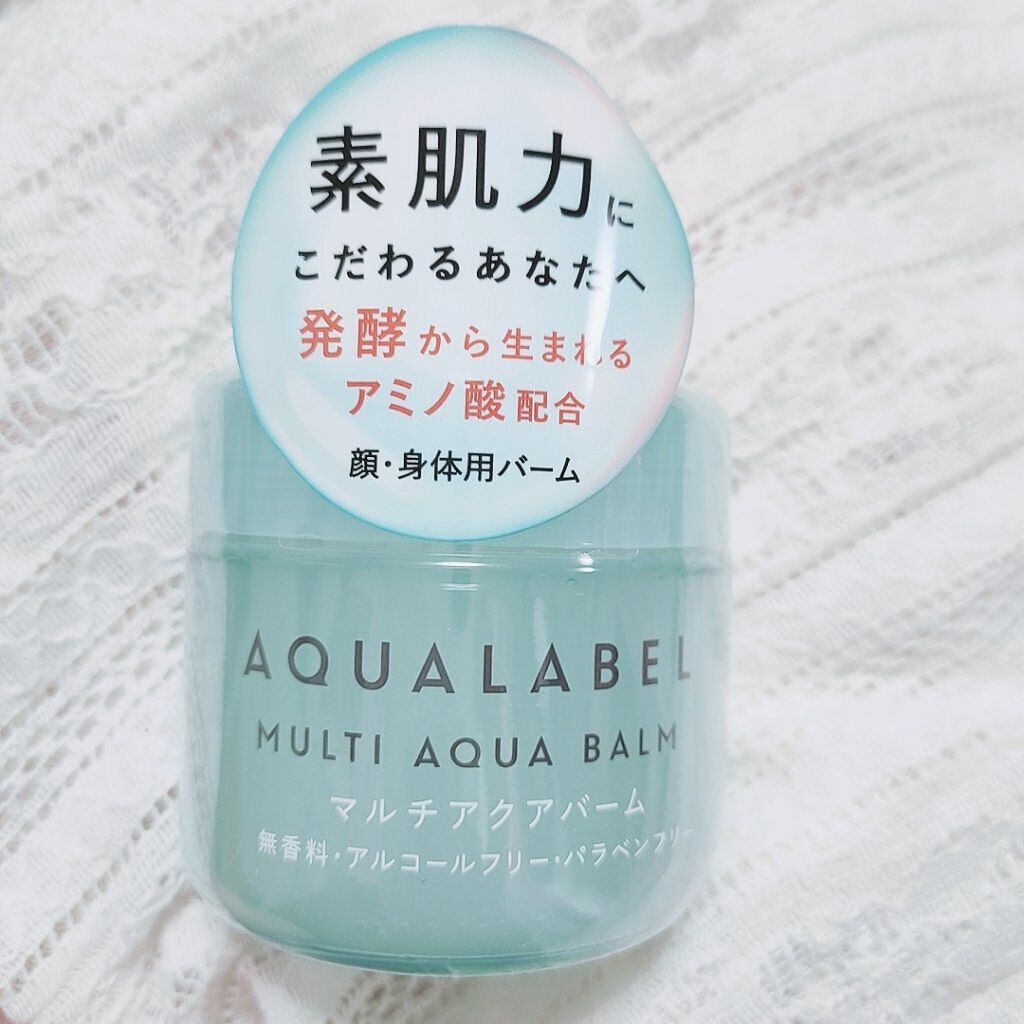 素肌力に
こだわるあなたへ
発酵から生まれる
アミノ酸配合
顔・身体用バーム
AQUALABEL
MULTI AQUA BALM
マルチアクアバーム
無香料・アルコールフリー・パラベンフリー